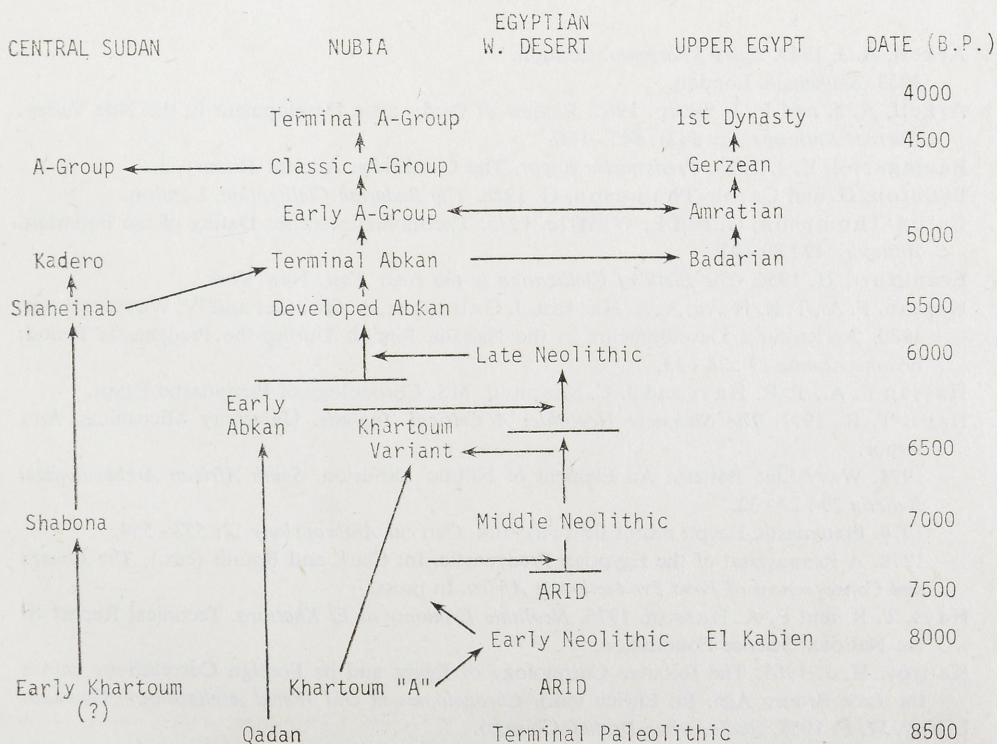 EGYPTIAN
CENTRAL SUDAN NUBIA W. DESERT UPPER EGYPT DATE (B.P.)
4000
Terminal A-Group 1st Dynasty
4500
A-Group Classic A-Group Gerzean
Early A-Group Amratian
5000
Kadero Terminal Abkan Badarian
Shaheinab Developed Abkan 5500
Late Neolithic 6000
Early
Abkan Khartoum
Variant 6500
Shabona Middle Neolithic 7000
ARID 7500
Early Neolithic El Kabien 8000
Early Khartoum Khartoum "A" ARID
(?)
Qadan Terminal Paleolithic 8500